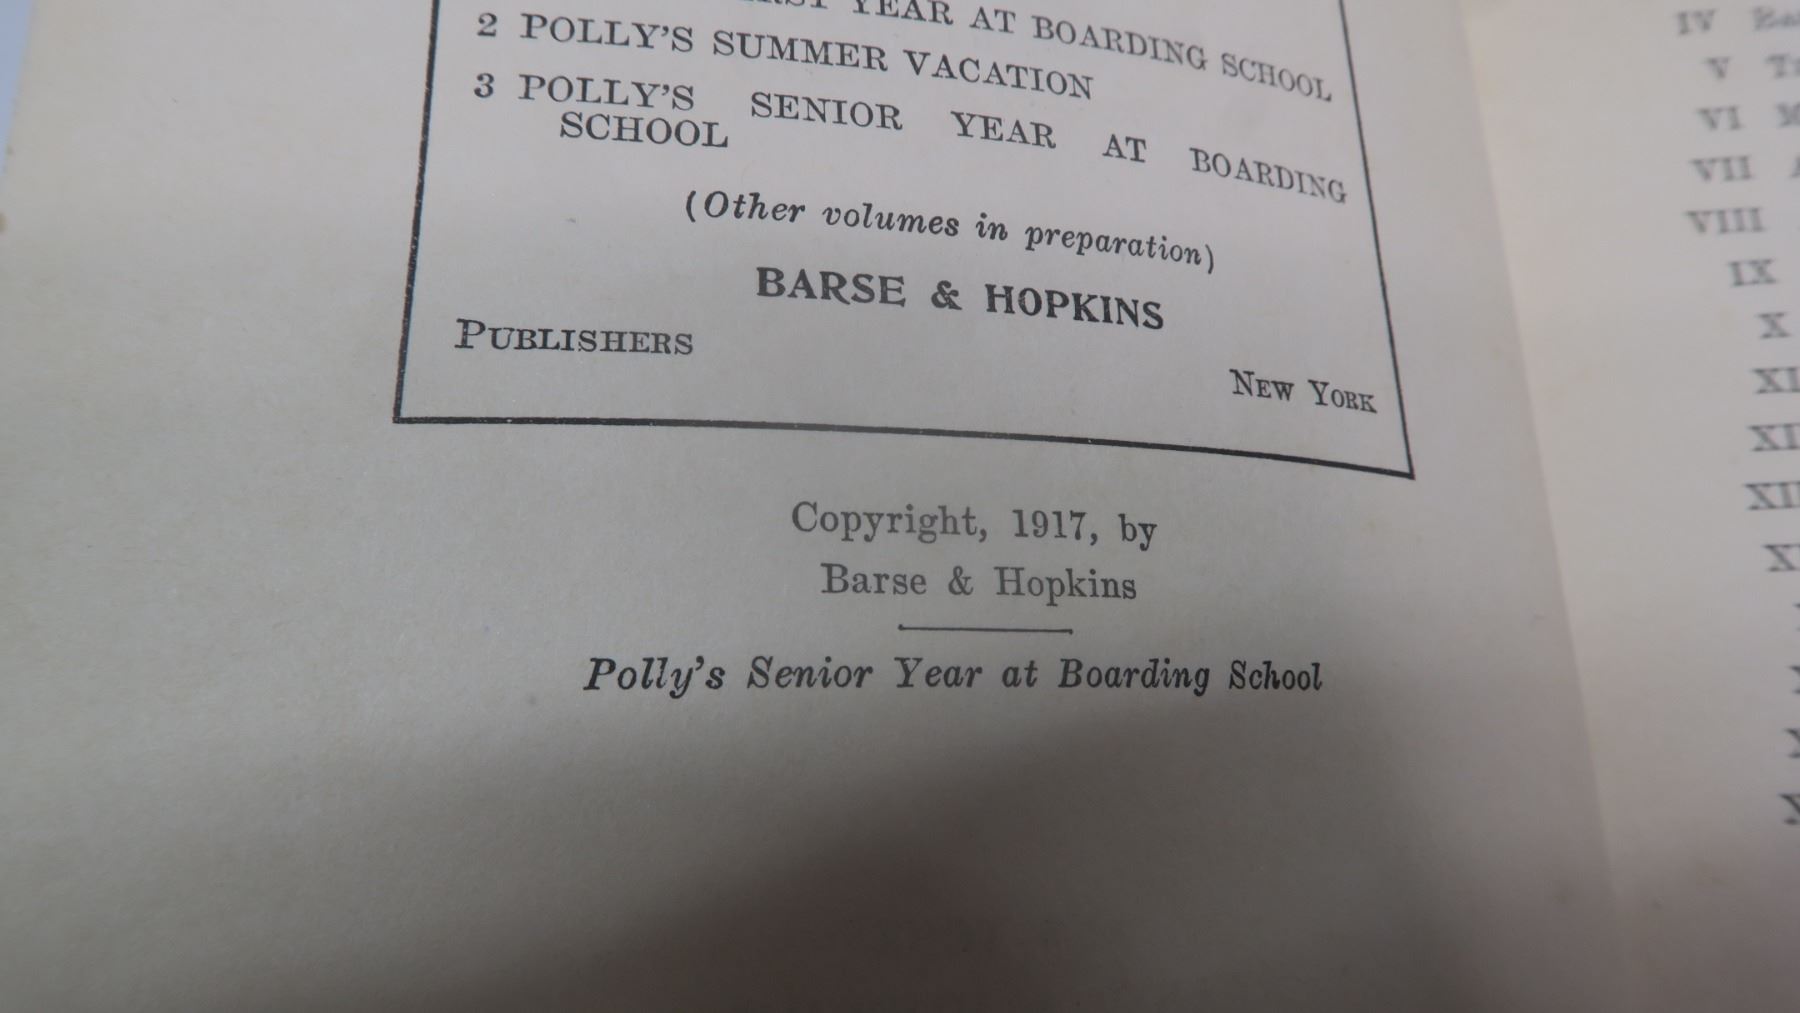 YEAR AT BOARDING SCHOOL
2 POLLY'S SUMMER VACATION
3 POLLY'S SENIOR YEAR AT BOARDING
SCHOOL
(Other volumes in preparation)
BARSE & HOPKINS
PUBLISHERS
NEW YORK
Copyright, 1917, by
Barse & Hopkins
Polly's Senior Year at Boarding School
IV
V
VI
VII
VIII
IX
X